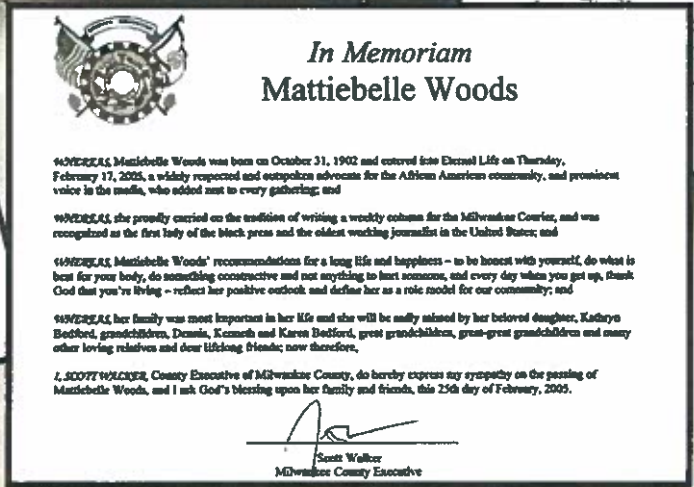 In Memoriam
Mattiebelle Woods
WHEREAS, Mattiebelle Woods was born on October 31, 1902 and entered into Eternal Life on Thursday,
February 17, 2005, a widely respected and outspoken advocate for the African American community, and prominent
voice in the media, who added zest to every gathering; and
WHEREAS, she proudly carried on the tradition of writing a weekly column for the Milwaukee Courier, and was
recognized as the first lady of the black press and the oldest working journalist in the United States; and
WHEREAS, Mattiebelle Woods' recommendations for a long life and happiness – to be honest with yourself, do what is
best for your body, do something constructive and not anything to hurt someone, and every day when you get up, thank
God that you're living – reflect her positive outlook and define her as a role model for our community; and
WHEREAS, her family was most important in her life and she will be sadly missed by her beloved daughter, Kathryn
Bedford, grandchildren, Dennis, Kenneth and Karen Bedford, great grandchildren, great-great grandchildren and many
other loving relatives and dear lifelong friends; now therefore,
I, SCOTT WALKER, County Executive of Milwaukee County, do hereby express my sympathy on the passing of
Mattiebelle Woods, and I ask God's blessing upon her family and friends, this 25th day of February, 2005.
Scott Walker
Milwaukee County Executive